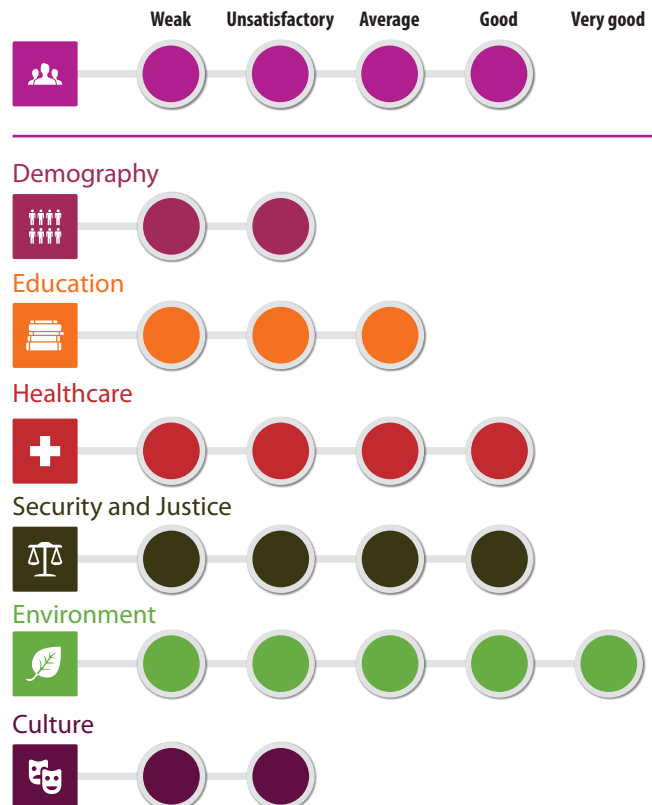 Weak Unsatisfactory Average Good Very good
Demography
Education
Healthcare
Security and Justice
Environment
Culture